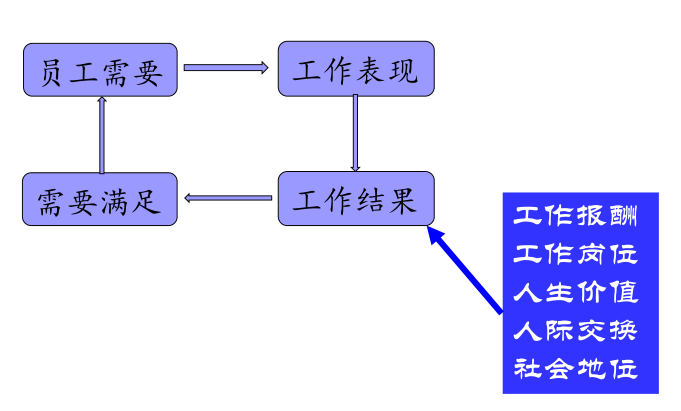 员工需要
工作表现
需要满足
工作结果
工作报酬
工作岗位
人生价值
人际交换
社会地位